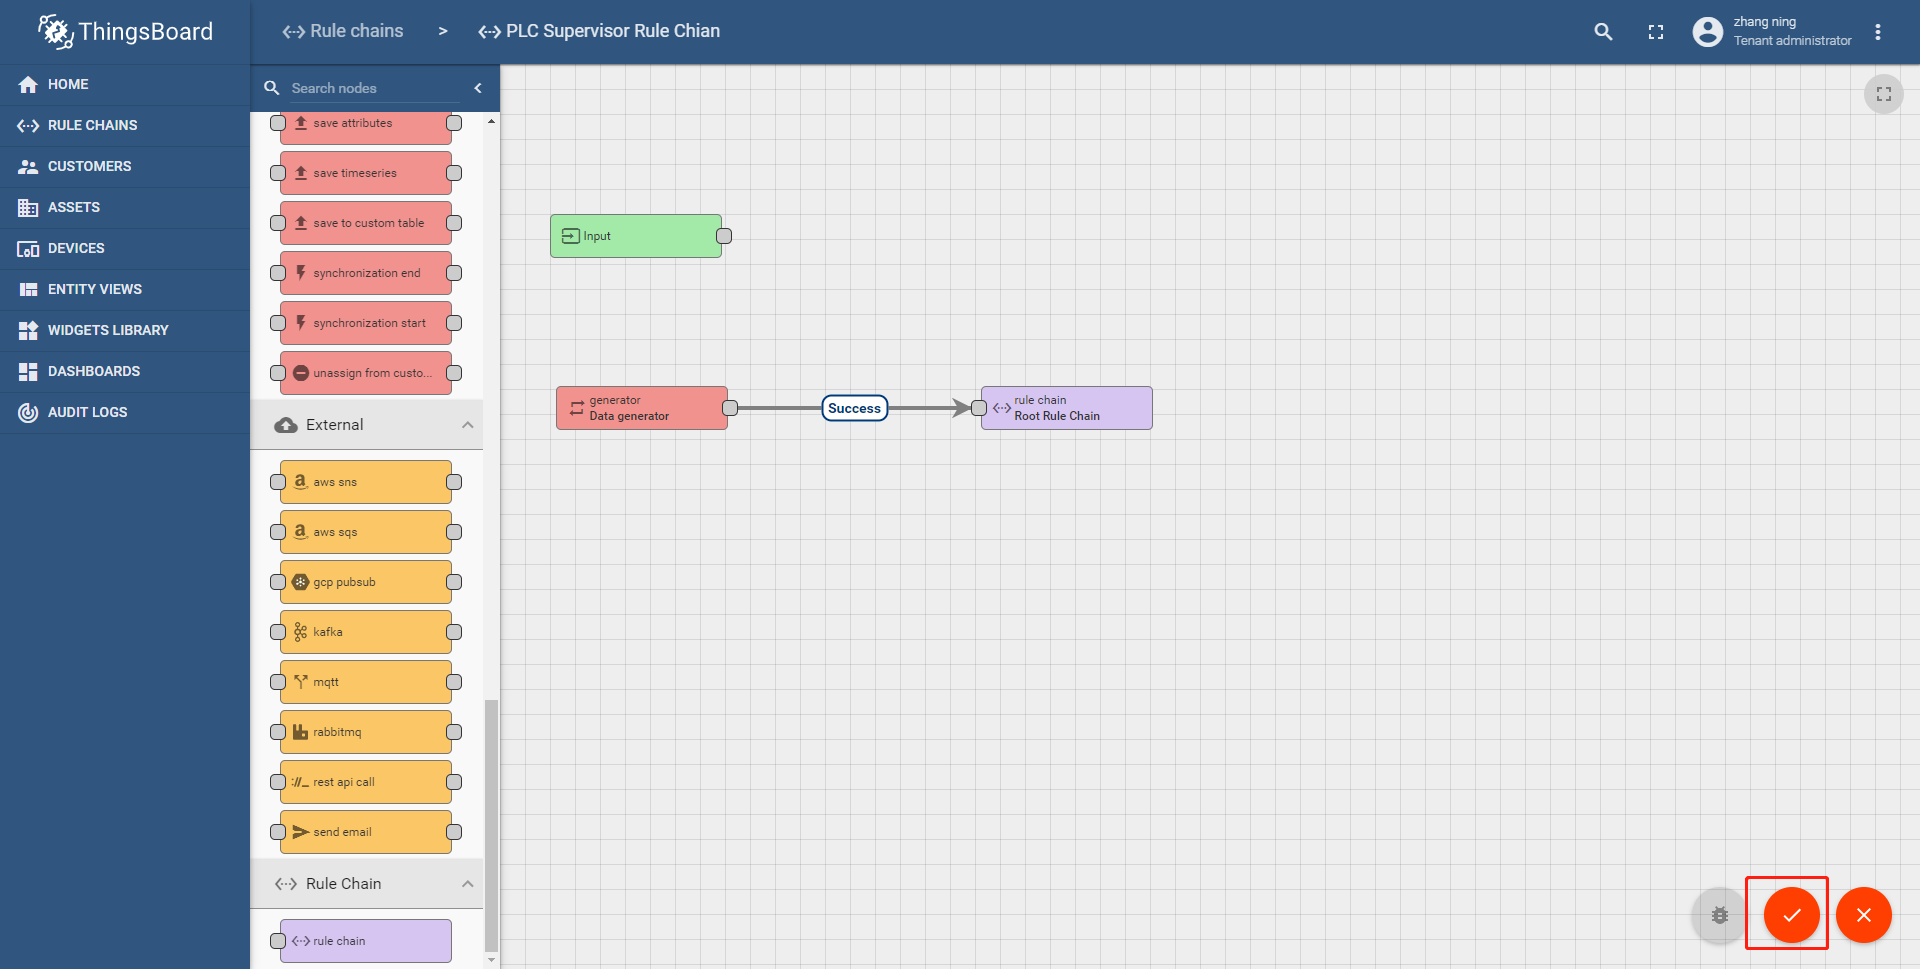 ThingsBoard
Rule chains > PLC Supervisor Rule Chian
zhang ning
Tenant administrator
HOME
RULE CHAINS
CUSTOMERS
ASSETS
DEVICES
ENTITY VIEWS
WIDGETS LIBRARY
DASHBOARDS
AUDIT LOGS
Search nodes
save attributes
save timeseries
save to custom table
synchronization end
synchronization start
unassign from custo...
External
aws sns
aws sqs
gcp pubsub
kafka
mqtt
rabbitmq
rest api call
send email
Rule Chain
rule chain
Input
generator
Data generator
Success
rule chain
Root Rule Chain